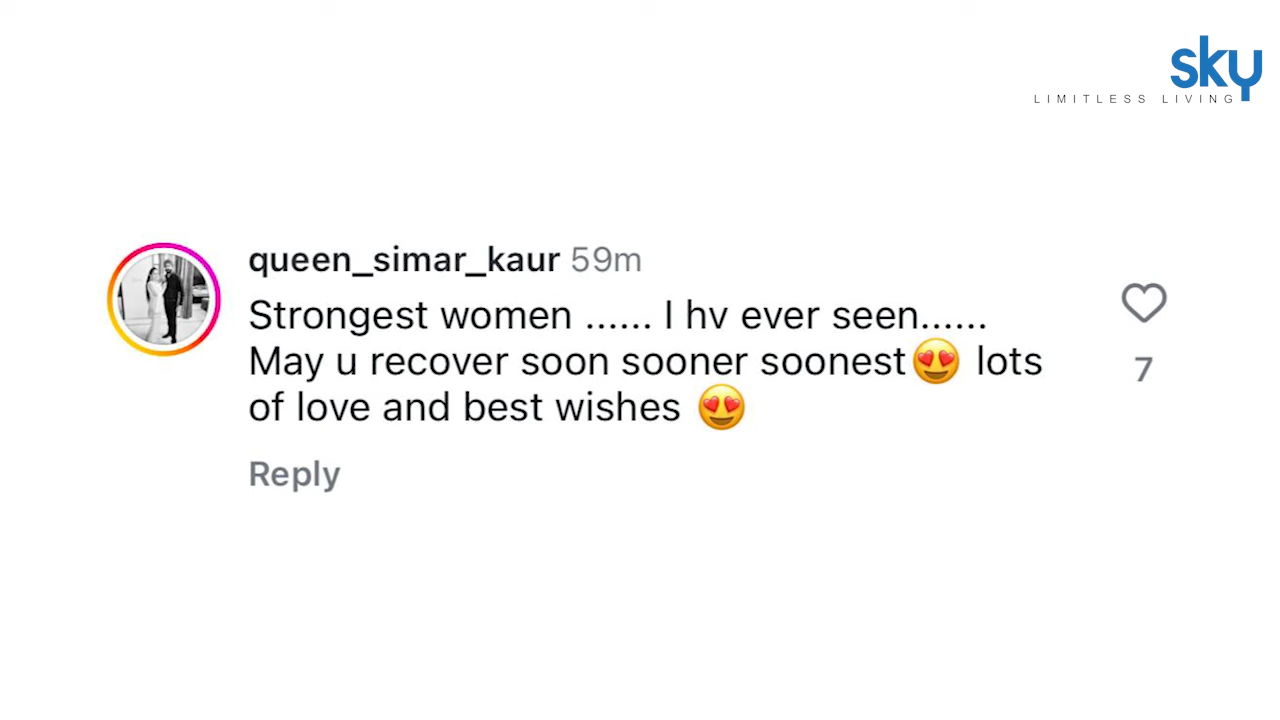 sky
LIMITLESS LIVING
queen_simar_kaur 59m
Strongest women ...... I hv ever seen......
May u recover soon sooner soonest😍 lots
of love and best wishes 😍
7
Reply